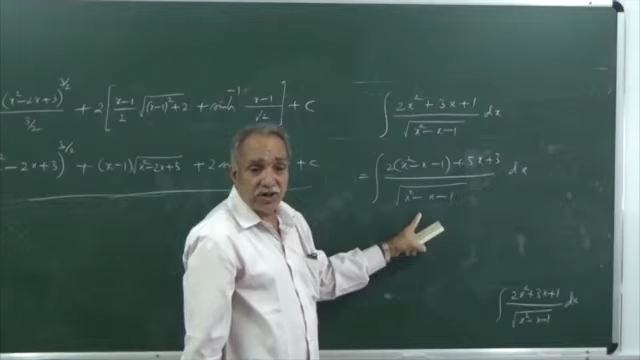 (x²-2x+3)^3/2 / 3/2 + 2[ x-1/2 √(x-1)²+2 + sinh⁻¹ x-1/√2 ] + C
-2x+3)^3/2 + (x-1)√x²-2x+3 + 2 + C
∫ 2x²+3x+1 / √x²-x-1 dx
= ∫ 2(x²-x-1)+5x+3 / √x²-x-1 dx
∫ 2x²+3x+1 / √x²-x-1 dx